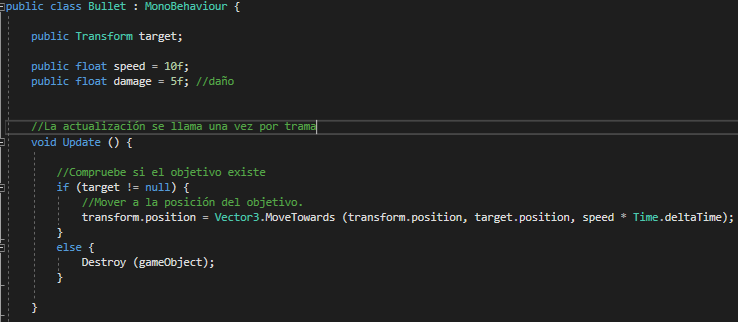 public class Bullet : MonoBehaviour {
public Transform target;
public float speed = 10f;
public float damage = 5f; //daño
//La actualización se llama una vez por trama
void Update () {
//Compruebe si el objetivo existe
if (target != null) {
//Mover a la posición del objetivo.
transform.position = Vector3.MoveTowards (transform.position, target.position, speed * Time.deltaTime);
}
else {
Destroy (gameObject);
}
}